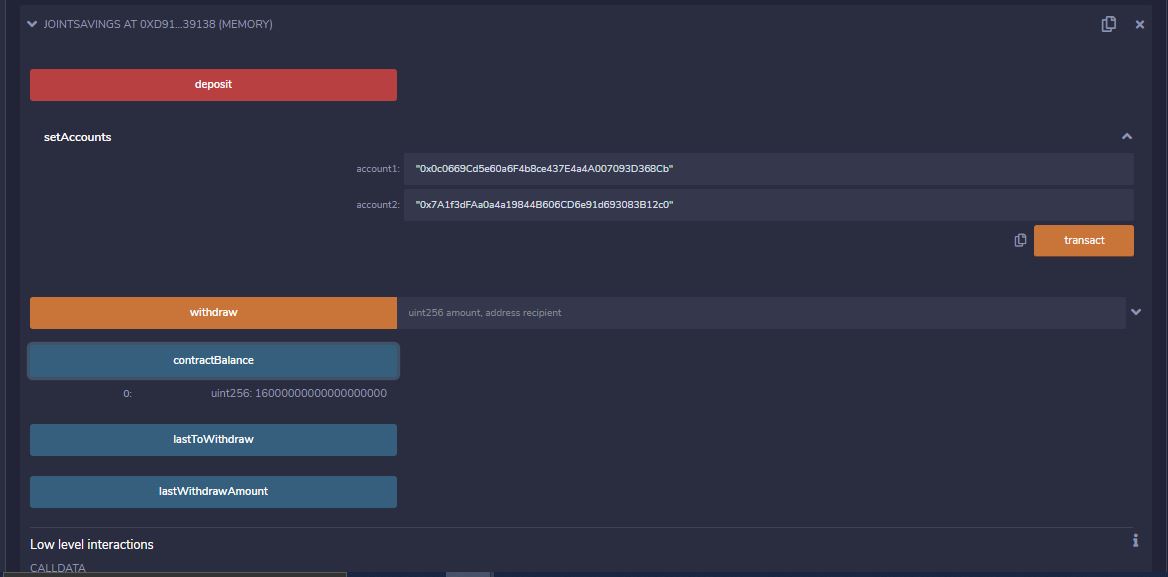 JOINTSAVINGS AT 0XD91...39138 (MEMORY)
deposit
setAccounts
account1: "0x0c0669Cd5e60a6F4b8ce437E4a4A007093D368Cb"
account2: "0x7A1f3dFAa0a4a19844B606CD6e91d693083B12c0"
transact
withdraw uint256 amount, address recipient
contractBalance
0: uint256: 16000000000000000000
lastToWithdraw
lastWithdrawAmount
Low level interactions
CALLDATA